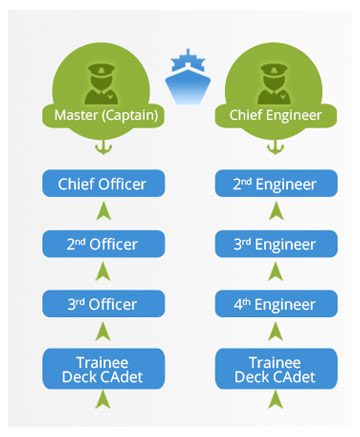 Master (Captain)
Chief Officer
2nd Officer
3rd Officer
Trainee
Deck CAdet
Chief Engineer
2nd Engineer
3rd Engineer
4th Engineer
Trainee
Deck CAdet